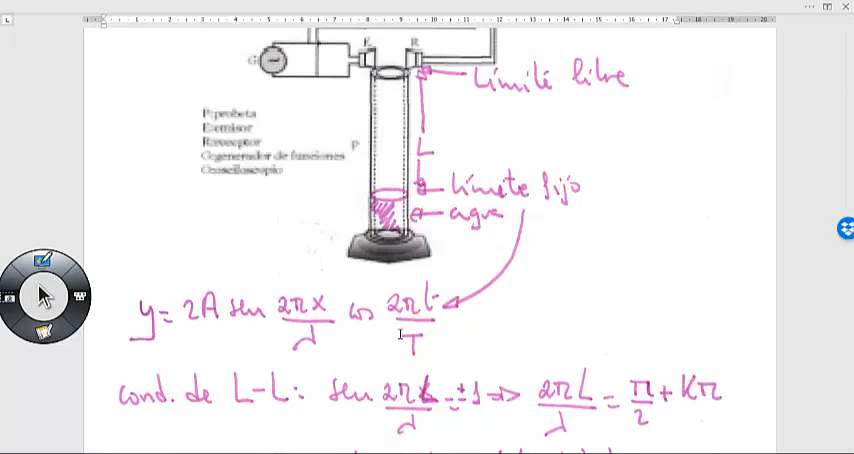 E R
G
Límite libre
P:probeta
E:emisor
R:receptor
P
G:generador de funciones
L
O:osciloscopio
Límite fijo
agua
y = 2A sen 2πx/λ cos 2πt/T
cond. de L-L: sen 2πL/λ = ±1 => 2πL/λ = π/2 + Kπ